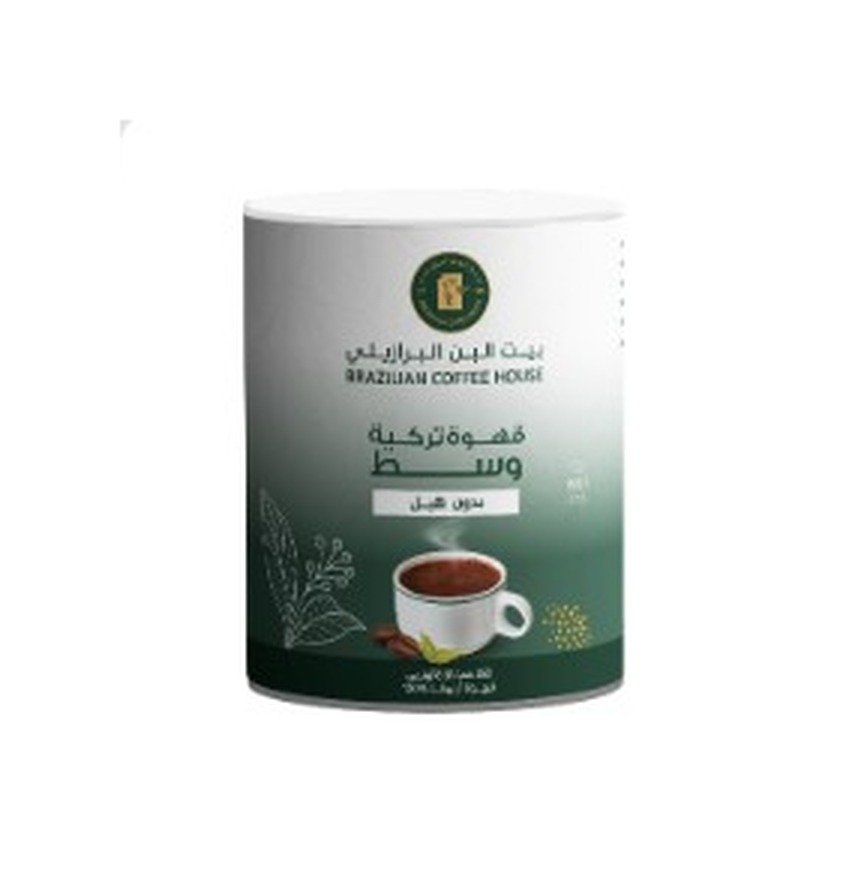 بيت البن البرازيلي
BRAZILIAN COFFEE HOUSE
قهوة تركية
وسط
بدون هيل